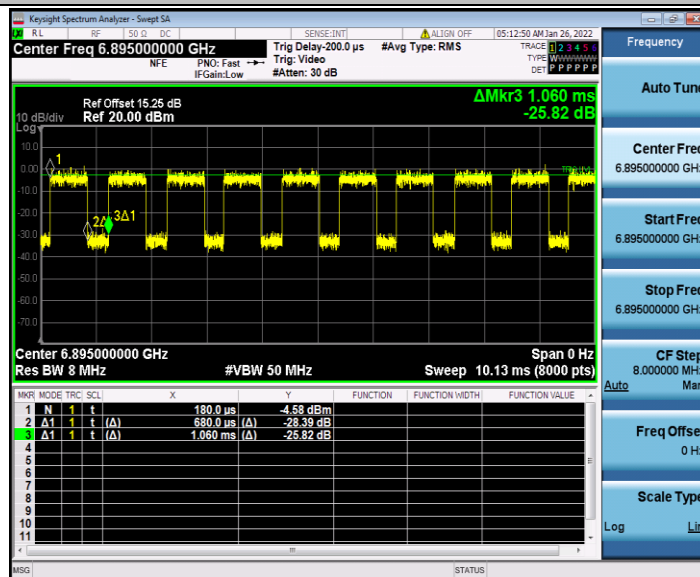 Keysight Spectrum Analyzer - Swept SA
RL RF 50 Ω DC SENSE:INT ALIGN OFF 05:12:50 AM Jan 26, 2022
Center Freq 6.895000000 GHz Trig Delay-200.0 µs #Avg Type: RMS TRACE 1 2 3 4 5 6
NFE PNO: Fast Trig: Video TYPE WWWWWW
IFGain:Low #Atten: 30 dB DET P P P P P P
Ref Offset 15.25 dB ΔMkr3 1.060 ms
10 dB/div Ref 20.00 dBm -25.82 dB
Log
10.0
0.00
-10.0
-20.0
-30.0
-40.0
-50.0
-60.0
-70.0
1
2Δ
3Δ1
Center 6.895000000 GHz Span 0 Hz
Res BW 8 MHz #VBW 50 MHz Sweep 10.13 ms (8000 pts)
MKR MODE TRC SCL X Y FUNCTION FUNCTION WIDTH FUNCTION VALUE
1 N 1 t 180.0 µs -4.58 dBm
2 Δ1 1 t (Δ) 680.0 µs (Δ) -28.39 dB
3 Δ1 1 t (Δ) 1.060 ms (Δ) -25.82 dB
4
5
6
7
8
9
10
11
MSG STATUS
Frequency
Auto Tune
Center Freq
6.895000000 GHz
Start Freq
6.895000000 GHz
Stop Freq
6.895000000 GHz
CF Step
8.000000 MHz
Auto Man
Freq Offset
0 Hz
Scale Type
Log Lin